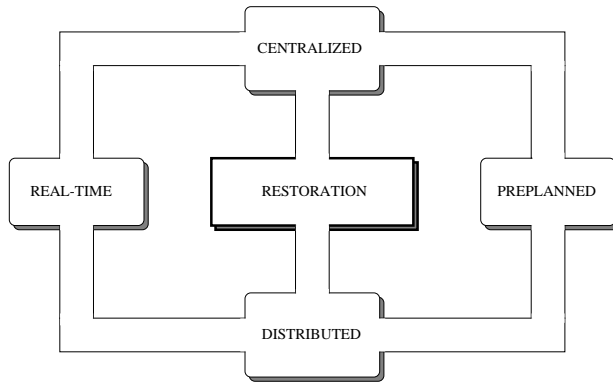 CENTRALIZED
REAL-TIME
RESTORATION
PREPLANNED
DISTRIBUTED